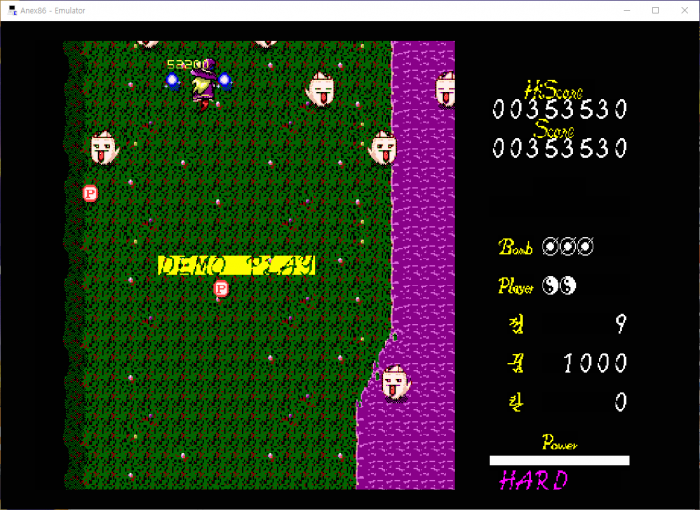 Anex86 - Emulator
HiScore
00353530
Score
00353530
DEMO PLAY
P
P
Bomb
Player
9
1000
0
Power
HARD